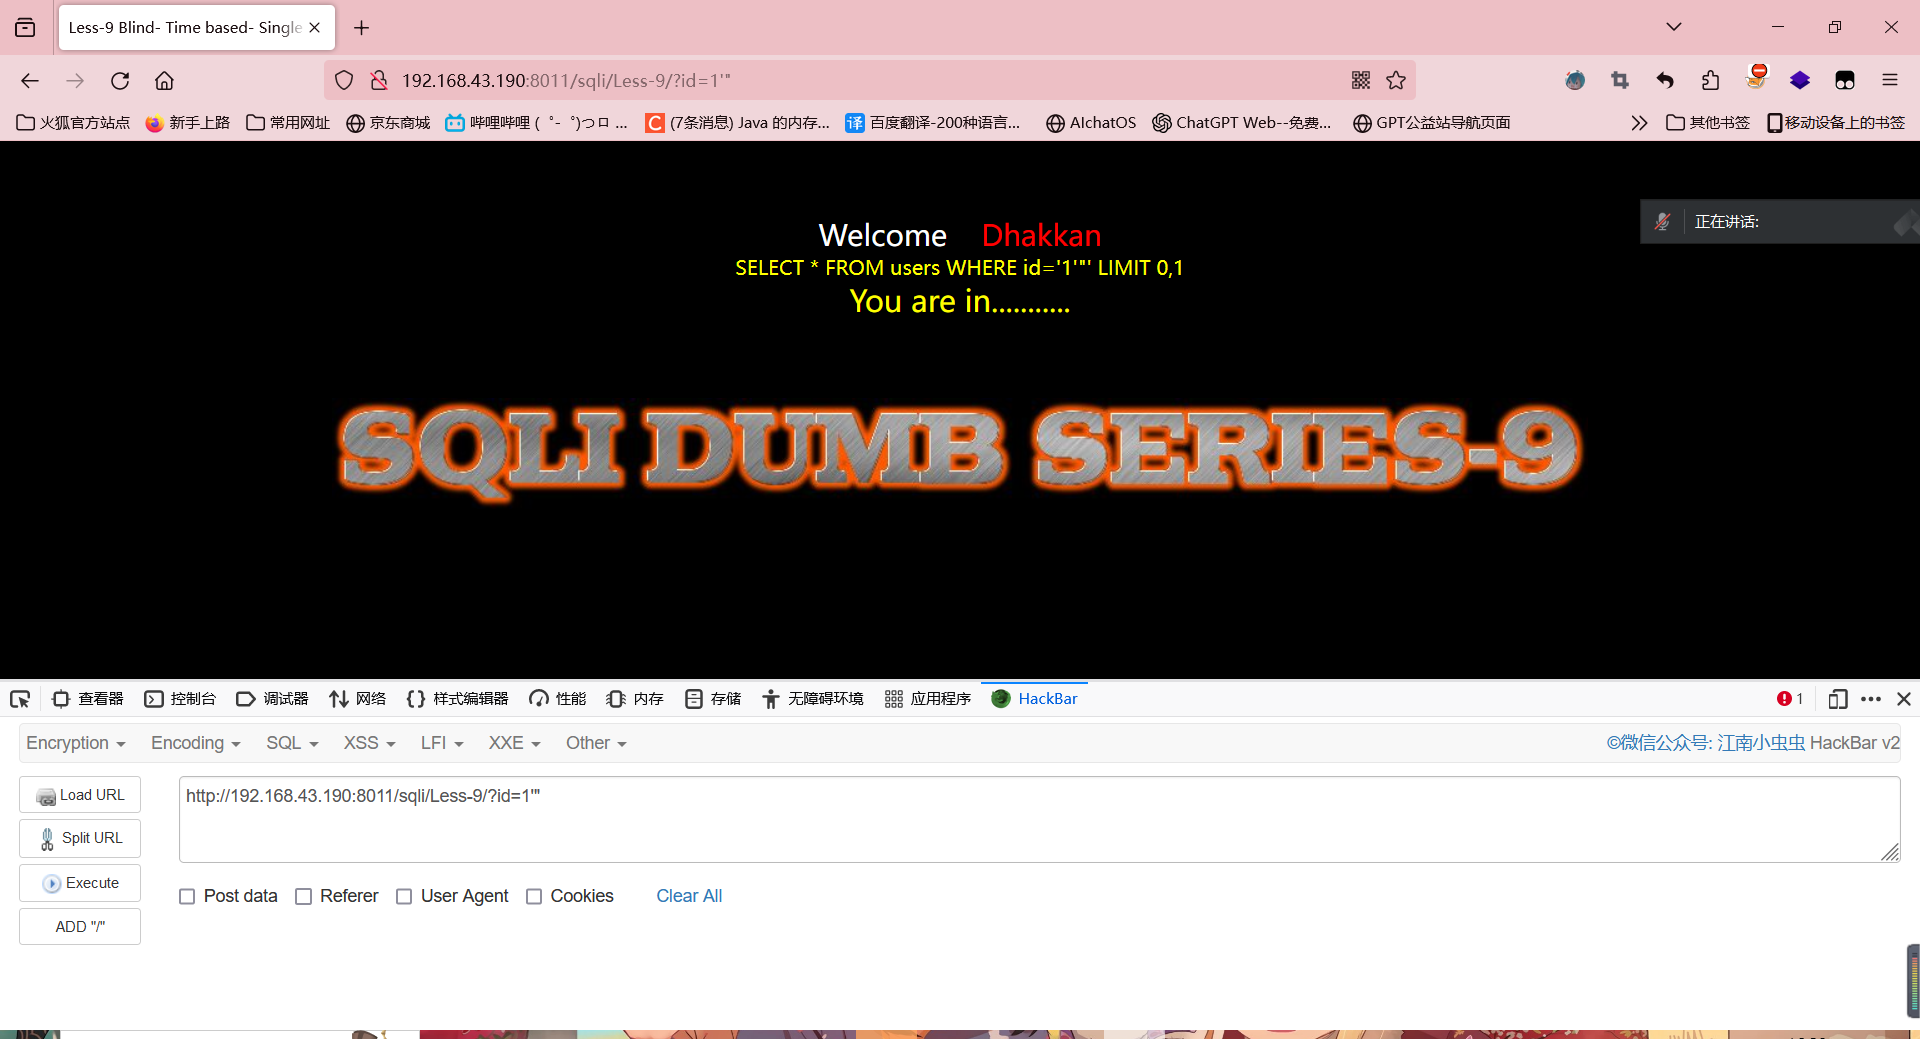 Less-9 Blind- Time based- Single
192.168.43.190:8011/sqli/Less-9/?id=1'"
火狐官方站点 新手上路 常用网址 京东商城 哔哩哔哩 ( ゜- ゜)つロ ... (7条消息) Java 的内存... 百度翻译-200种语言... AIchatOS ChatGPT Web--免费... GPT公益站导航页面 其他书签 移动设备上的书签
正在讲话:
Welcome Dhakkan
SELECT * FROM users WHERE id='1'"' LIMIT 0,1
You are in...........
SQLI DUMB SERIES-9
查看器 控制台 调试器 网络 样式编辑器 性能 内存 存储 无障碍环境 应用程序 HackBar 1
Encryption Encoding SQL XSS LFI XXE Other ©微信公众号: 江南小虫虫 HackBar v2
Load URL
http://192.168.43.190:8011/sqli/Less-9/?id=1'"
Split URL
Execute
Post data Referer User Agent Cookies Clear All
ADD "/"